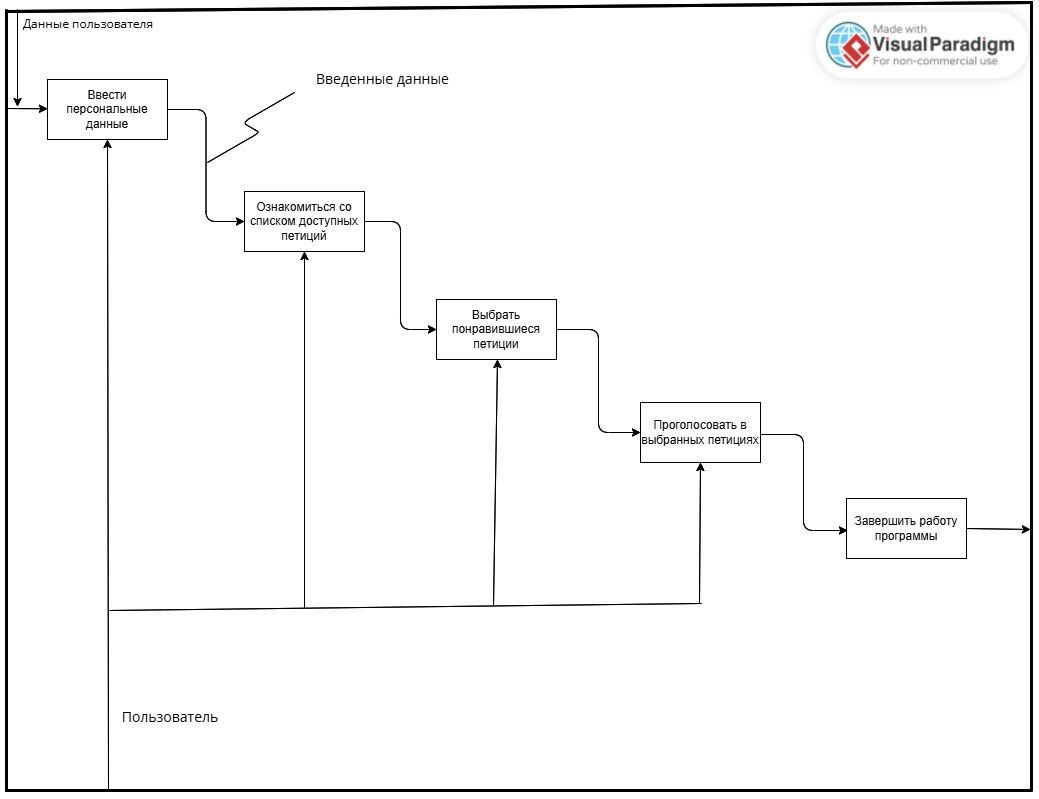 Данные пользователя
Made with
Visual Paradigm
For non-commercial use
Введенные данные
Ввести
персональные
данные
Ознакомиться со
списком доступных
петиций
Выбрать
понравившиеся
петиции
Проголосовать в
выбранных петициях
Завершить работу
программы
Пользователь